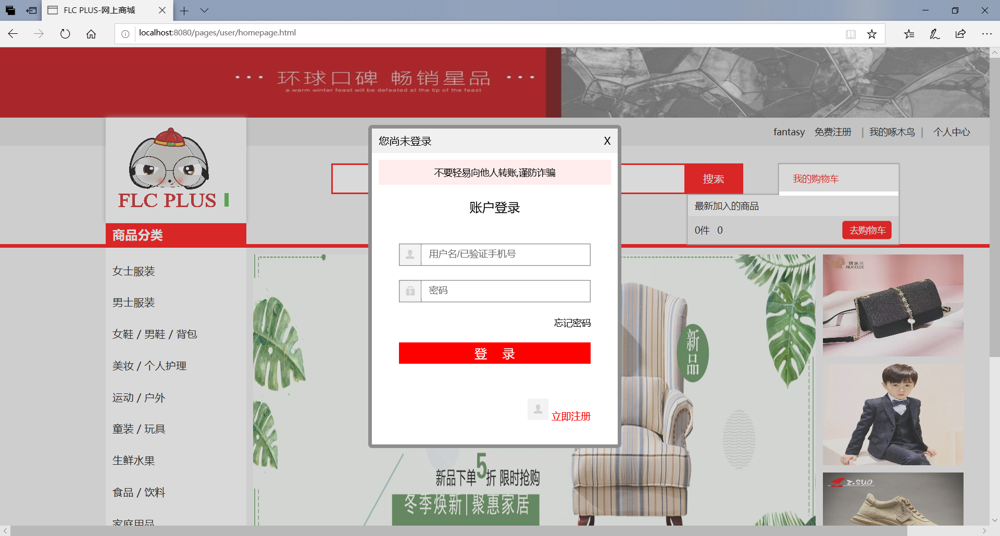 FLC PLUS-网上商城
localhost:8080/pages/user/homepage.html
··· 环球口碑 畅销星品 ···
a warm winter feast will be defeated at the tip of the feast
fantasy 免费注册 | 我的啄木鸟 | 个人中心
FLC PLUS
搜索
我的购物车
最新加入的商品
0件 0
去购物车
商品分类
女士服装
男士服装
女鞋 / 男鞋 / 背包
美妆 / 个人护理
运动 / 户外
童装 / 玩具
生鲜水果
食品 / 饮料
家庭用品
您尚未登录
X
不要轻易向他人转账,谨防诈骗
账户登录
用户名/已验证手机号
密码
忘记密码
登 录
立即注册
新品
新品下单5折 限时抢购
冬季焕新|聚惠家居
NUCELLE
z.suo